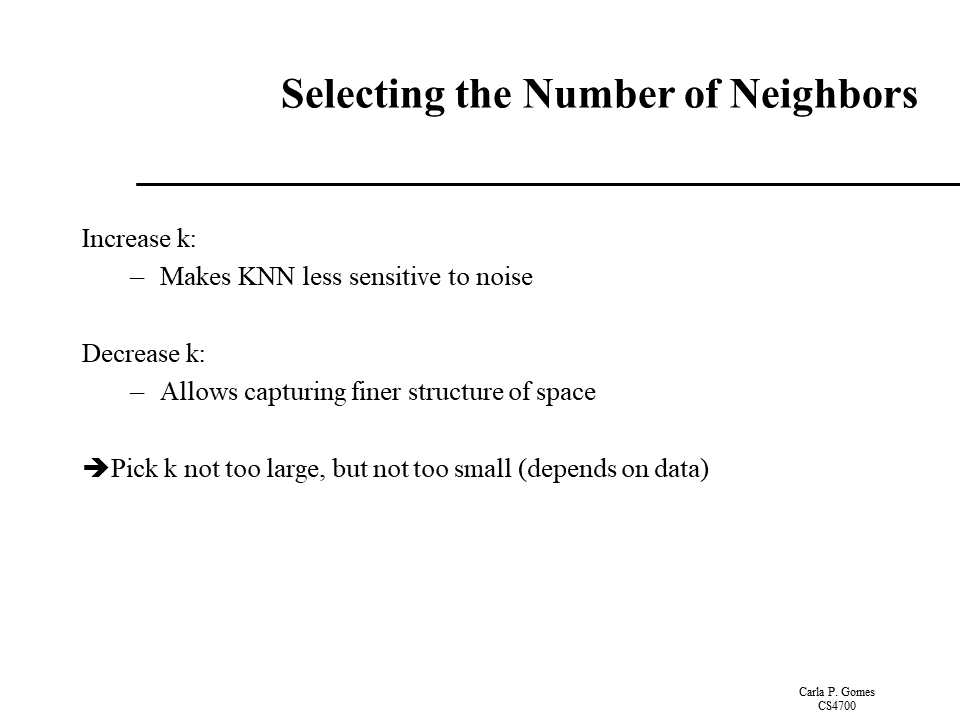 Selecting the Number of Neighbors
Increase k:
– Makes KNN less sensitive to noise
Decrease k:
– Allows capturing finer structure of space
➔Pick k not too large, but not too small (depends on data)
Carla P. Gomes
CS4700